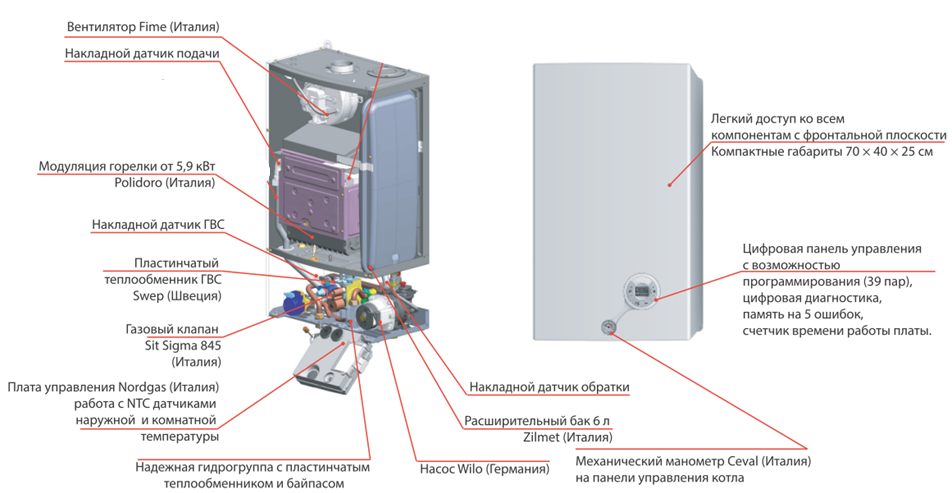 Вентилятор Fime (Италия)
Накладной датчик подачи
Модуляция горелки от 5,9 кВт
Polidoro (Италия)
Накладной датчик ГВС
Пластинчатый
теплообменник ГВС
Swep (Швеция)
Газовый клапан
Sit Sigma 845
(Италия)
Плата управления Nordgas (Италия)
работа с NTC датчиками
наружной и комнатной
температуры
Надежная гидрогруппа с пластинчатым
теплообменником и байпасом
Насос Wilo (Германия)
Расширительный бак 6 л
Zilmet (Италия)
Накладной датчик обратки
Легкий доступ ко всем
компонентам с фронтальной плоскости
Компактные габариты 70 × 40 × 25 см
Цифровая панель управления
с возможностью
программирования (39 пар),
цифровая диагностика,
память на 5 ошибок,
счетчик времени работы платы.
Механический манометр Ceval (Италия)
на панели управления котла